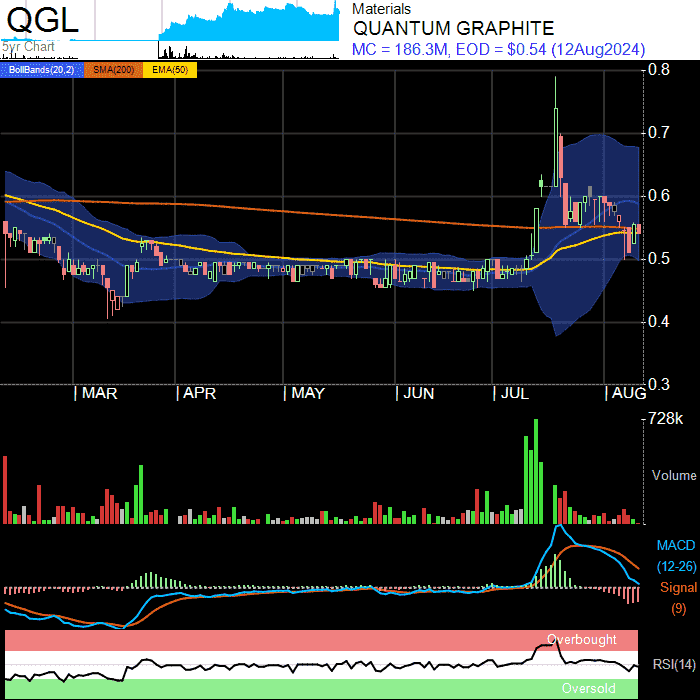 QGL
5yr Chart
Materials
QUANTUM GRAPHITE
MC = 186.3M, EOD = $0.54 (12Aug2024)
BollBands(20,2) SMA(200) EMA(50)
0.8
0.7
0.6
0.5
0.4
0.3
| MAR | APR | MAY | JUN | JUL | AUG
728k
Volume
MACD
(12-26)
Signal
(9)
Overbought
RSI(14)
Oversold